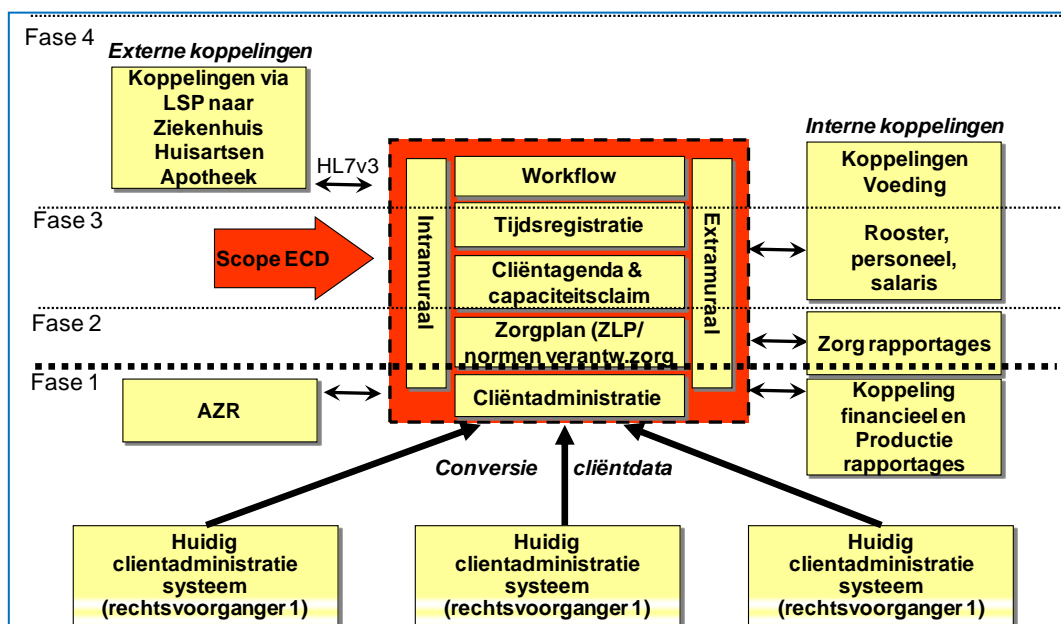 Fase 4
Externe koppelingen
Koppelingen via
LSP naar
Ziekenhuis
Huisartsen
Apotheek
HL7v3
Interne koppelingen
Koppelingen
Voeding
Rooster,
personeel,
salaris
Workflow
Intramuraal
Extramuraal
Fase 3
Tijdsregistratie
Scope ECD
Cliëntagenda &
capaciteitsclaim
Fase 2
Zorgplan (ZLP/
normen verantw.zorg
Zorg rapportages
Fase 1
AZR
Cliëntadministratie
Koppeling
financieel en
Productie
rapportages
Conversie cliëntdata
Huidig
clientadministratie
systeem
(rechtsvoorganger 1)
Huidig
clientadministratie
systeem
(rechtsvoorganger 1)
Huidig
clientadministratie
systeem
(rechtsvoorganger 1)